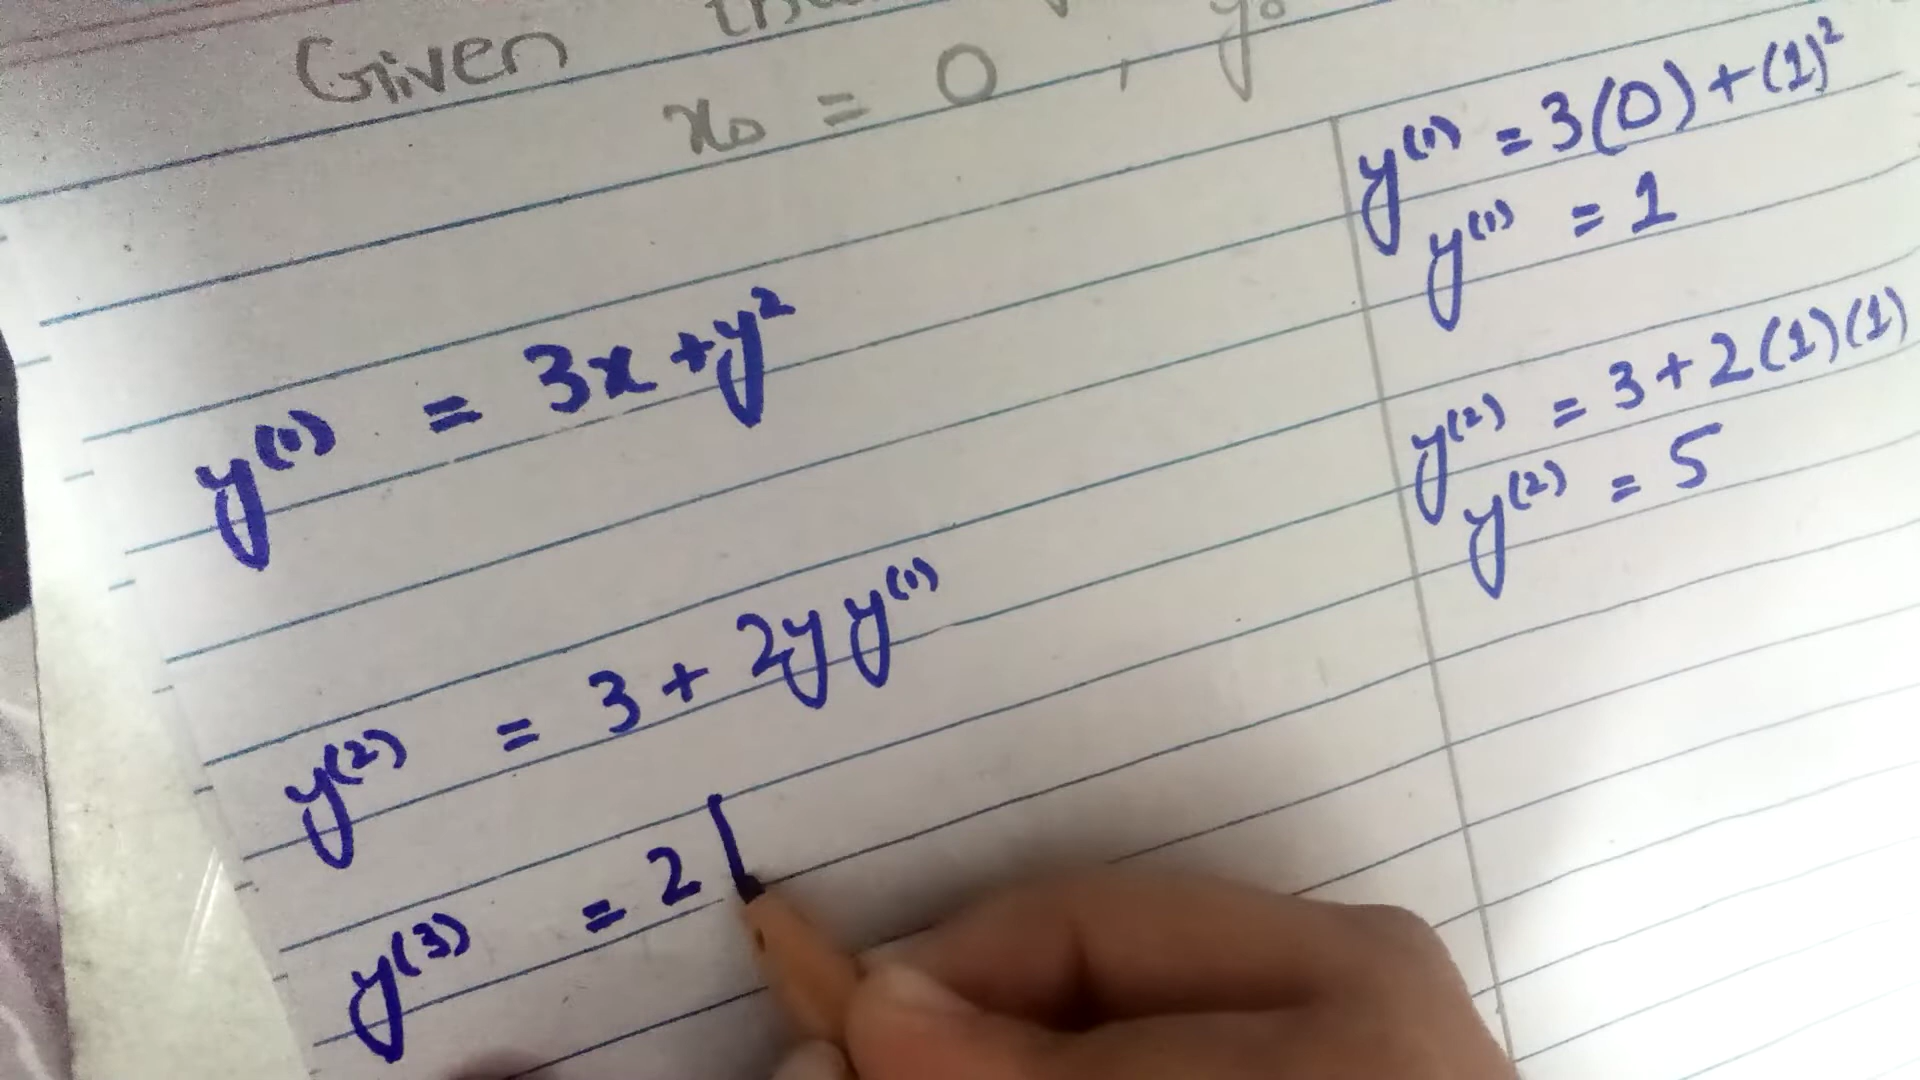 Given
x₀ = 0 , y₀
y⁽¹⁾ = 3x + y²
y⁽²⁾ = 3 + 2y y⁽¹⁾
y⁽³⁾ = 2 [
y⁽¹⁾ = 3(0) + (1)²
y⁽¹⁾ = 1
y⁽²⁾ = 3 + 2(1)(1)
y⁽²⁾ = 5